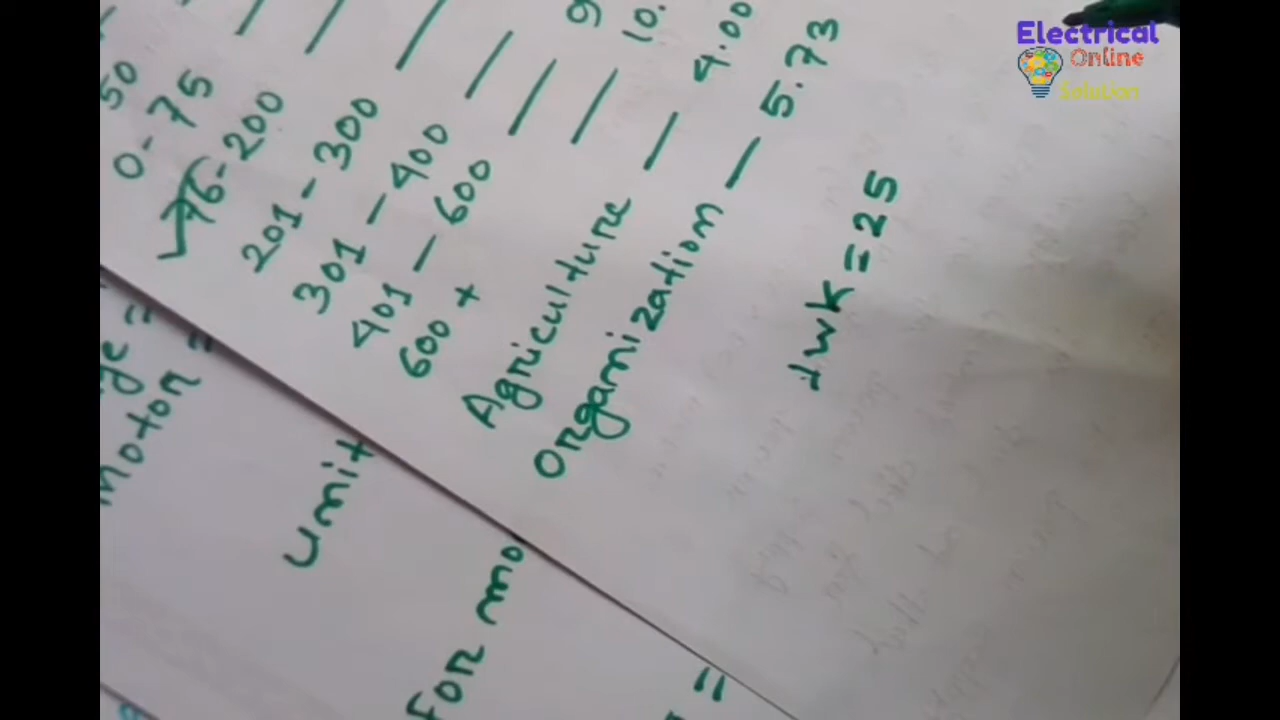 Electrical
Online
Solution
50
0-75
76-200
201-300
301-400
401-600
600+
10.
Agriculture — 4.00
Organization — 5.73
1wk=25
motor =
unit
For mo
=